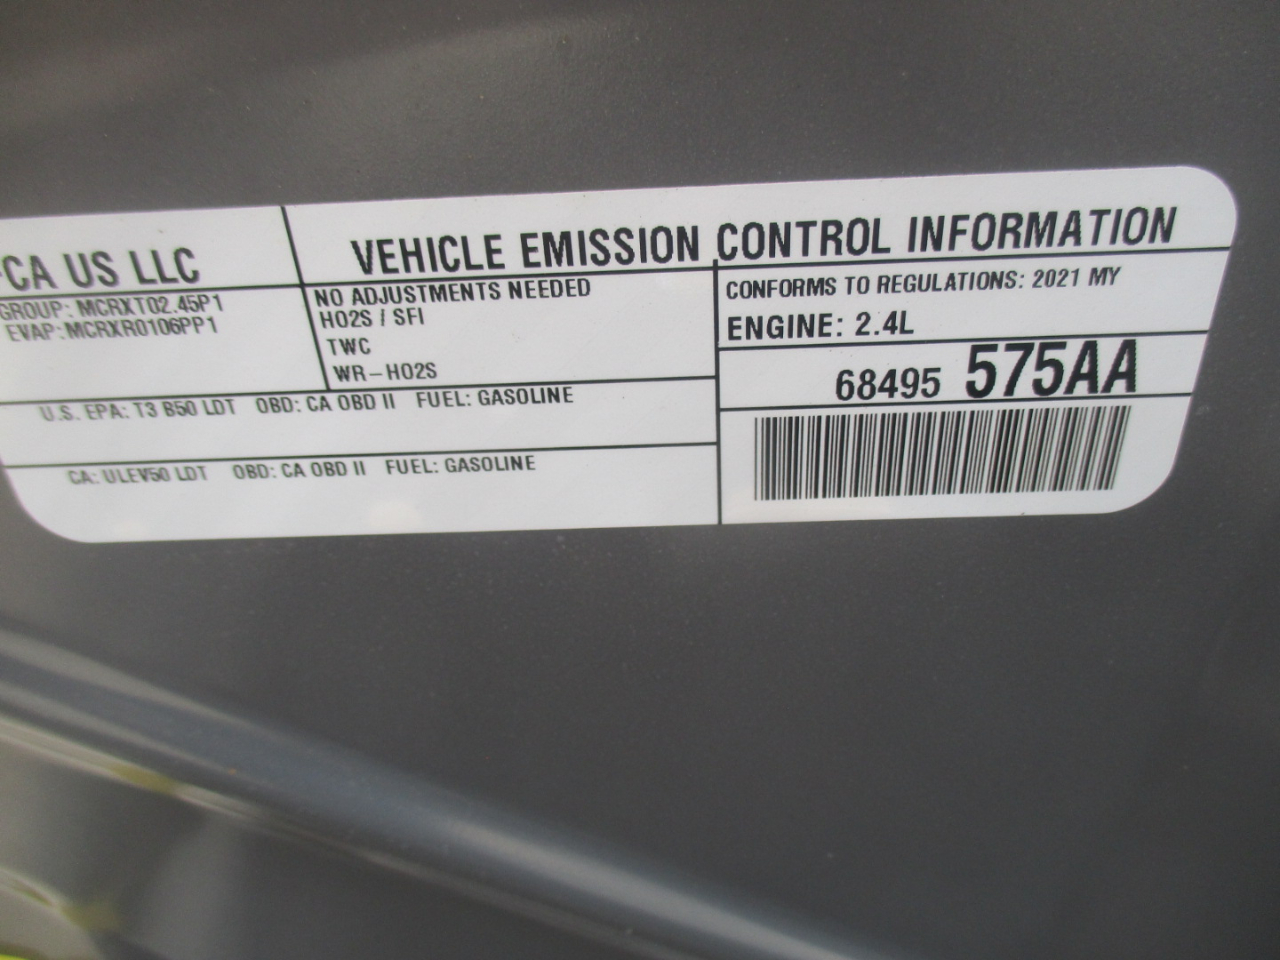 CA US LLC
VEHICLE EMISSION CONTROL INFORMATION
GROUP: MCRXT02.45P1
EVAP: MCRXR0106PP1
NO ADJUSTMENTS NEEDED
HO2S / SFI
TWC
WR-HO2S
CONFORMS TO REGULATIONS: 2021 MY
ENGINE: 2.4L
68495 575AA
U.S. EPA: T3 B50 LDT OBD: CA OBD II FUEL: GASOLINE
CA: ULEV50 LDT OBD: CA OBD II FUEL: GASOLINE